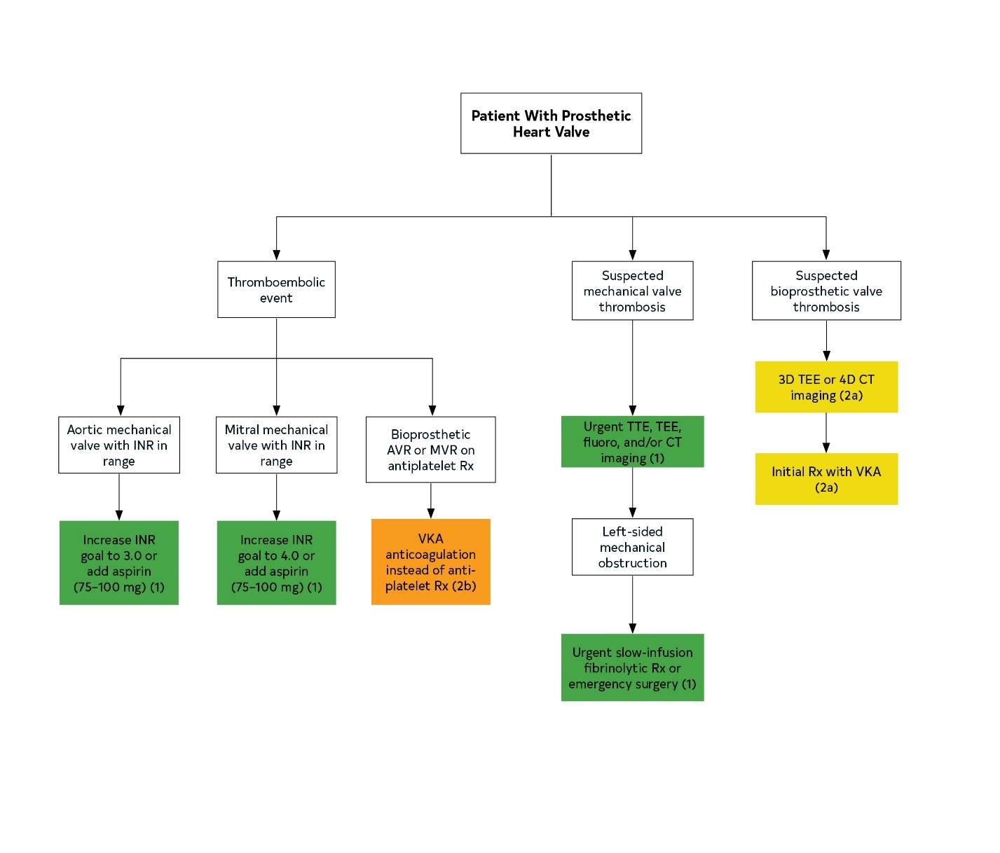 Patient With Prosthetic
Heart Valve
Thromboembolic
event
Suspected
mechanical valve
thrombosis
Suspected
bioprosthetic valve
thrombosis
3D TEE or 4D CT
imaging (2a)
Aortic mechanical
valve with INR in
range
Mitral mechanical
valve with INR in
range
Bioprosthetic
AVR or MVR on
antiplatelet Rx
Urgent TTE, TEE,
fluoro, and/or CT
imaging (1)
Initial Rx with VKA
(2a)
Increase INR
goal to 3.0 or
add aspirin
(75–100 mg) (1)
Increase INR
goal to 4.0 or
add aspirin
(75–100 mg) (1)
VKA
anticoagulation
instead of anti-
platelet Rx (2b)
Left-sided
mechanical
obstruction
Urgent slow-infusion
fibrinolytic Rx or
emergency surgery (1)